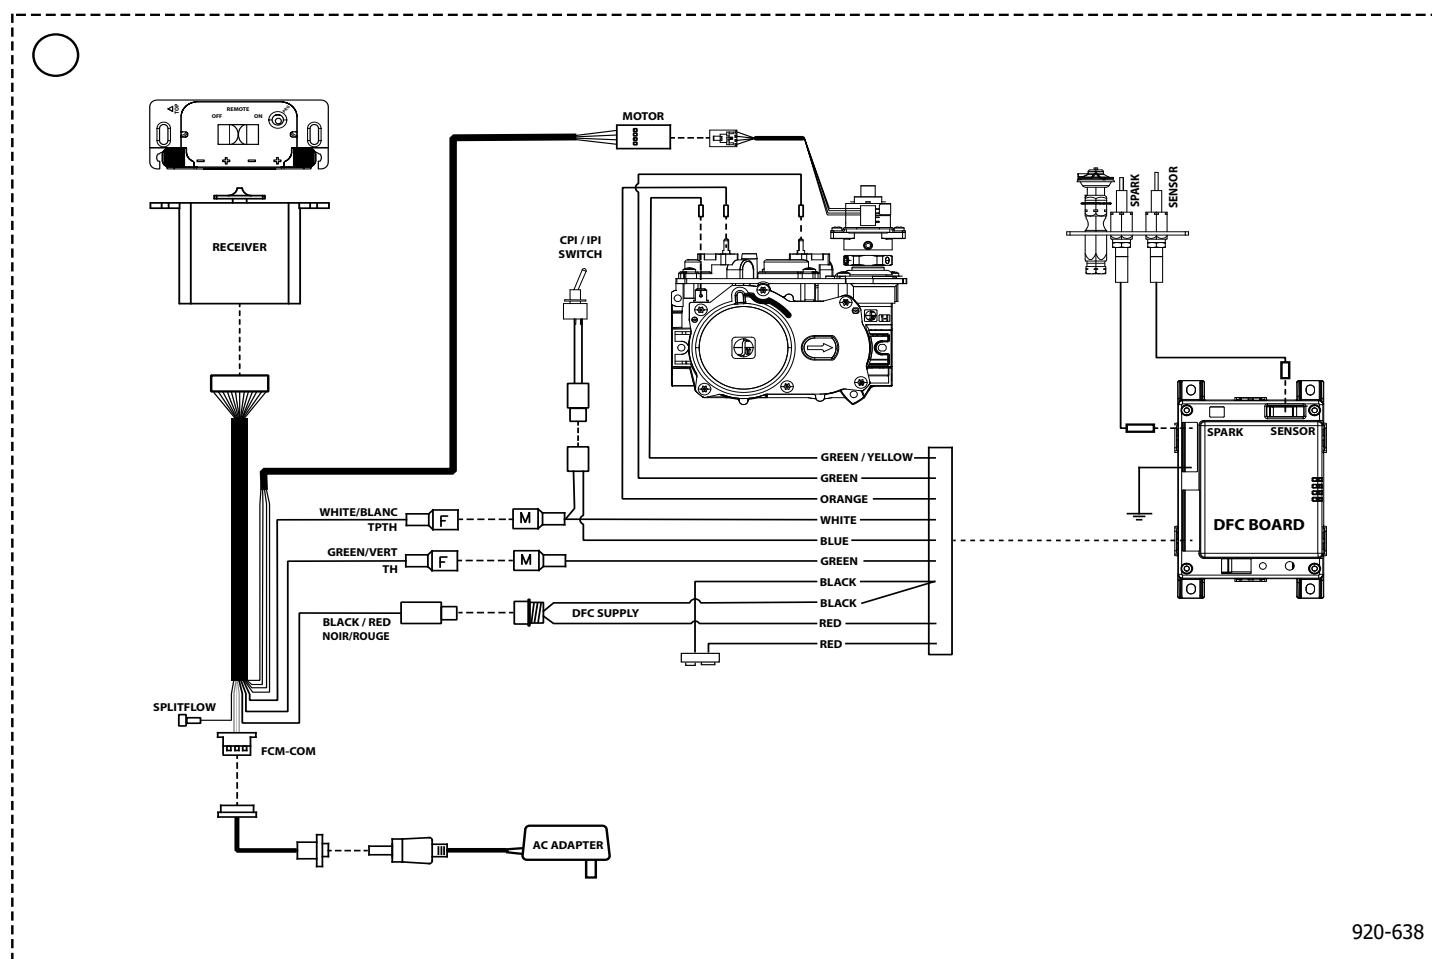 TOP
REMOTE
OFF
ON
PRG
− + − +
MOTOR
SPARK
SENSOR
RECEIVER
CPI / IPI
SWITCH
SPARK
SENSOR
GREEN / YELLOW
GREEN
ORANGE
WHITE/BLANC
TPTH
F
M
WHITE
DFC BOARD
BLUE
GREEN/VERT
TH
F
M
GREEN
BLACK
BLACK
BLACK / RED
NOIR/ROUGE
DFC SUPPLY
RED
RED
SPLITFLOW
FCM-COM
AC ADAPTER
920-638